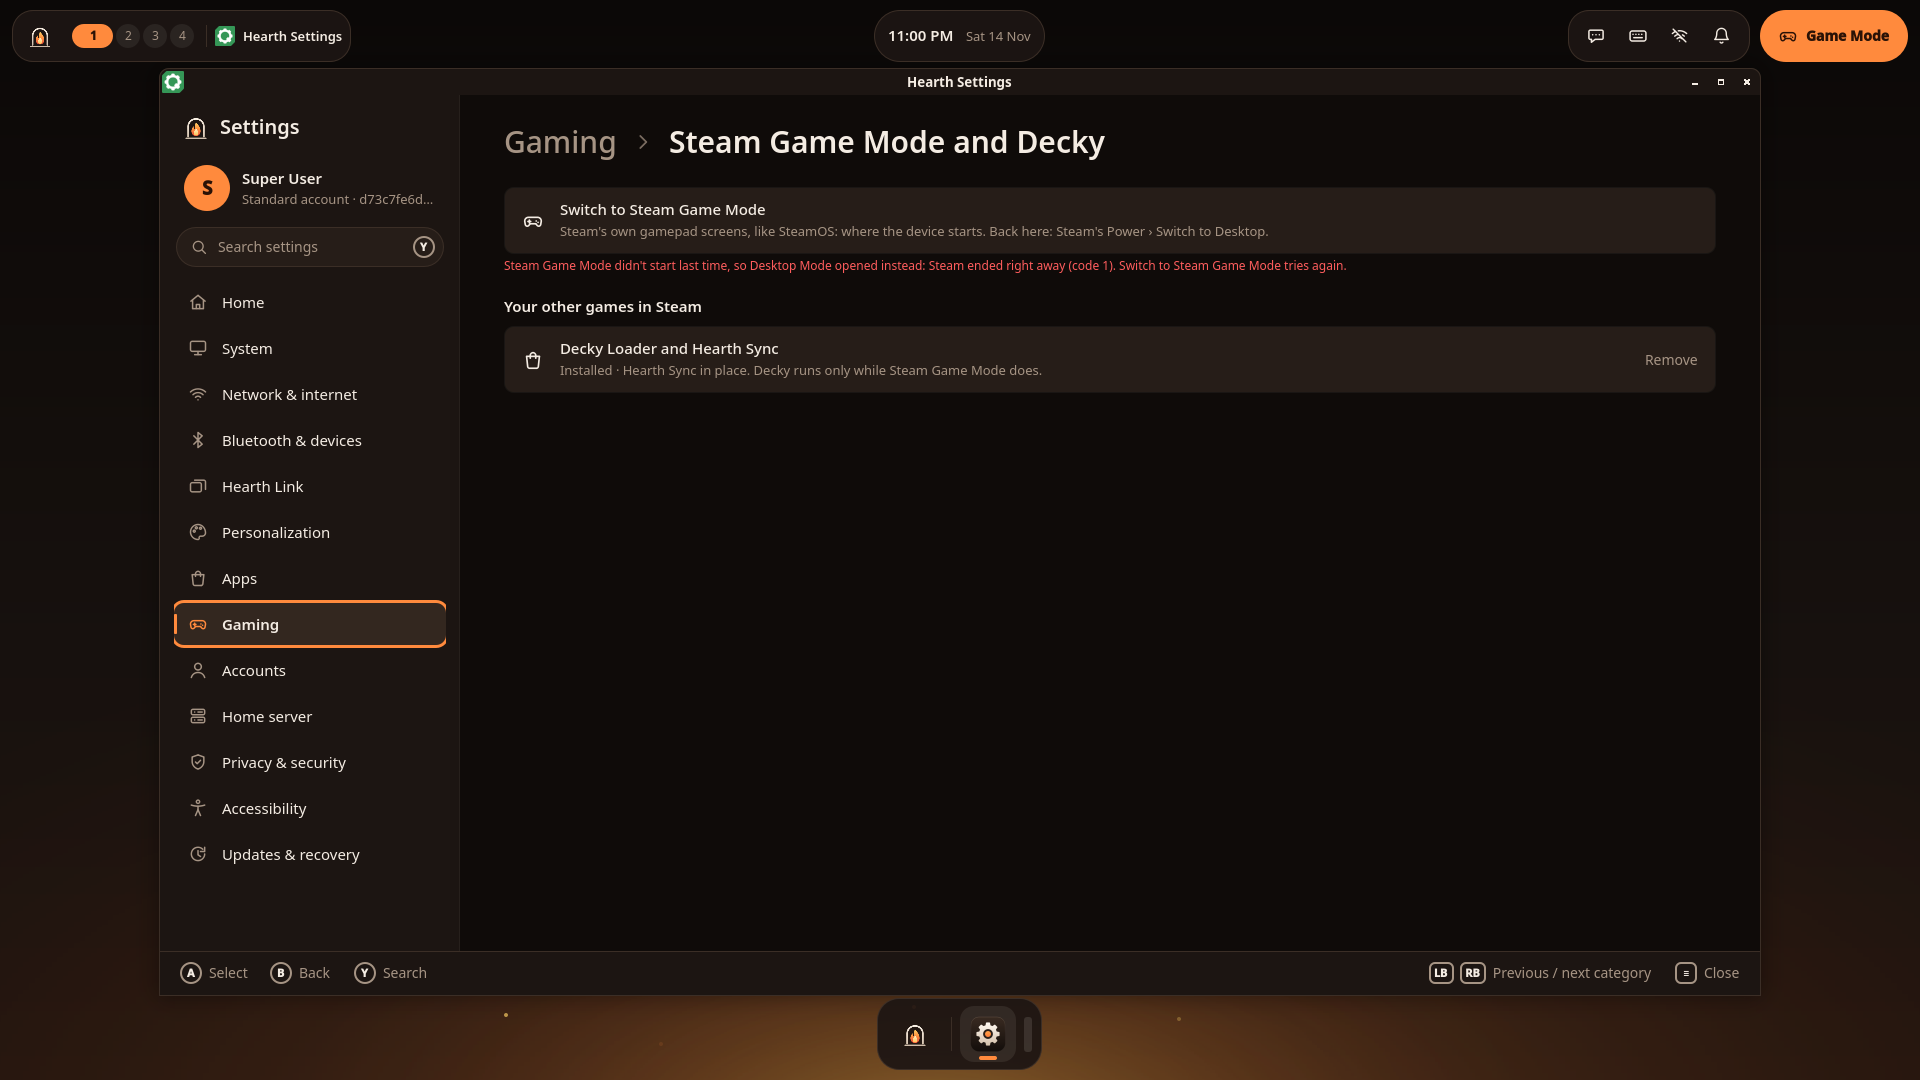 1 2 3 4 Hearth Settings
11:00 PM Sat 14 Nov
Game Mode
Hearth Settings
Settings
S
Super User
Standard account · d73c7fe6d...
Search settings Y
Home
System
Network & internet
Bluetooth & devices
Hearth Link
Personalization
Apps
Gaming
Accounts
Home server
Privacy & security
Accessibility
Updates & recovery
Gaming > Steam Game Mode and Decky
Switch to Steam Game Mode
Steam's own gamepad screens, like SteamOS: where the device starts. Back here: Steam's Power › Switch to Desktop.
Steam Game Mode didn't start last time, so Desktop Mode opened instead: Steam ended right away (code 1). Switch to Steam Game Mode tries again.
Your other games in Steam
Decky Loader and Hearth Sync
Installed · Hearth Sync in place. Decky runs only while Steam Game Mode does.
Remove
A Select B Back Y Search
LB RB Previous / next category ≡ Close